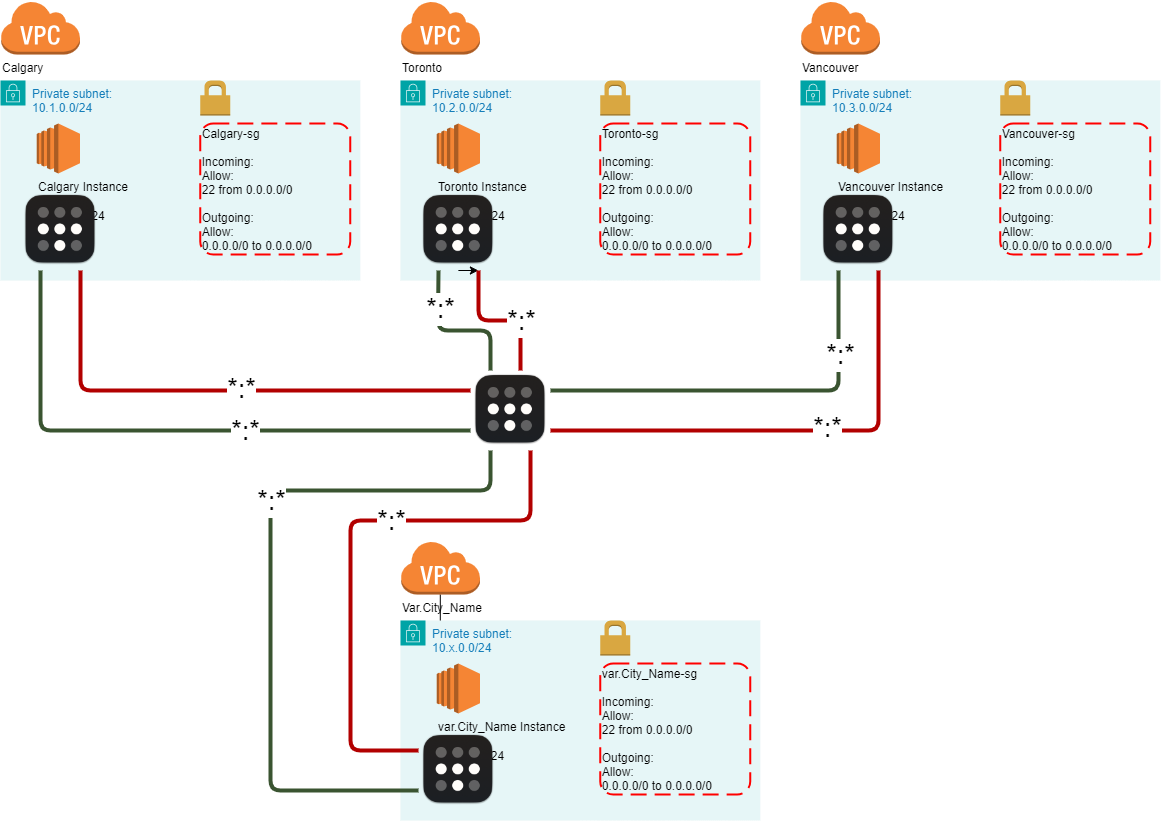 VPC
Calgary
Private subnet:
10.1.0.0/24
Calgary Instance
24
Calgary-sg
Incoming:
Allow:
22 from 0.0.0.0/0
Outgoing:
Allow:
0.0.0.0/0 to 0.0.0.0/0
VPC
Toronto
Private subnet:
10.2.0.0/24
Toronto Instance
24
Toronto-sg
Incoming:
Allow:
22 from 0.0.0.0/0
Outgoing:
Allow:
0.0.0.0/0 to 0.0.0.0/0
VPC
Vancouver
Private subnet:
10.3.0.0/24
Vancouver Instance
24
Vancouver-sg
Incoming:
Allow:
22 from 0.0.0.0/0
Outgoing:
Allow:
0.0.0.0/0 to 0.0.0.0/0
*:*
*:*
*:*
*:*
*:*
*:*
*:*
*:*
VPC
Var.City_Name
Private subnet:
10.x.0.0/24
var.City_Name Instance
24
var.City_Name-sg
Incoming:
Allow:
22 from 0.0.0.0/0
Outgoing:
Allow:
0.0.0.0/0 to 0.0.0.0/0